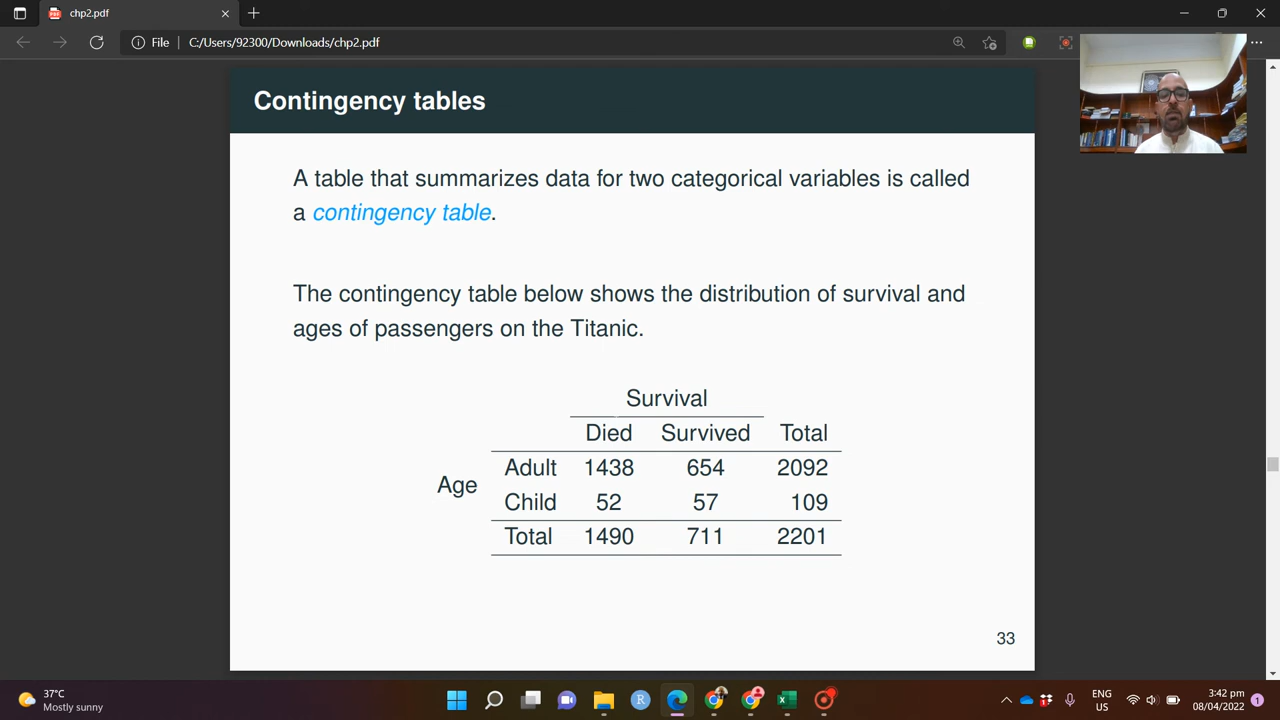 chp2.pdf
File | C:/Users/92300/Downloads/chp2.pdf
Contingency tables
A table that summarizes data for two categorical variables is called
a contingency table.
The contingency table below shows the distribution of survival and
ages of passengers on the Titanic.
Survival
Died Survived Total
Age
Adult 1438 654 2092
Child 52 57 109
Total 1490 711 2201
33
37°C
Mostly sunny
ENG
US
3:42 pm
08/04/2022
1